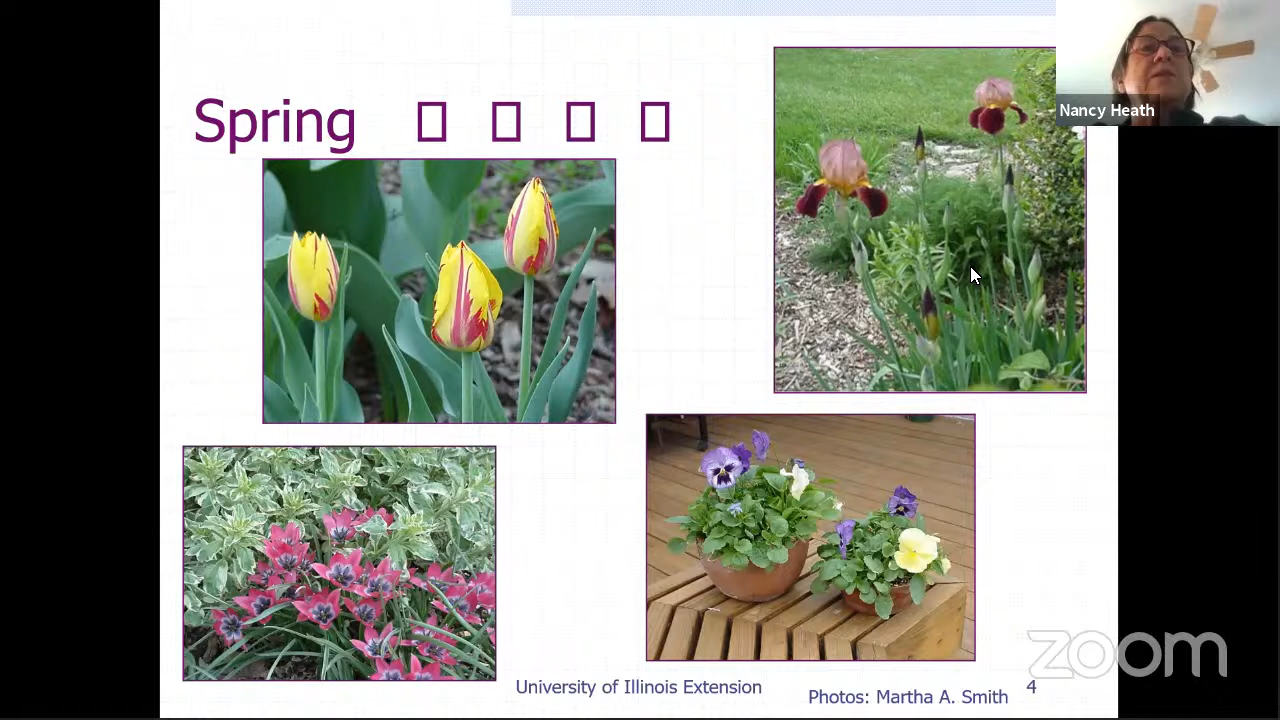 Spring
Nancy Heath
University of Illinois Extension
Photos: Martha A. Smith
4
zoom